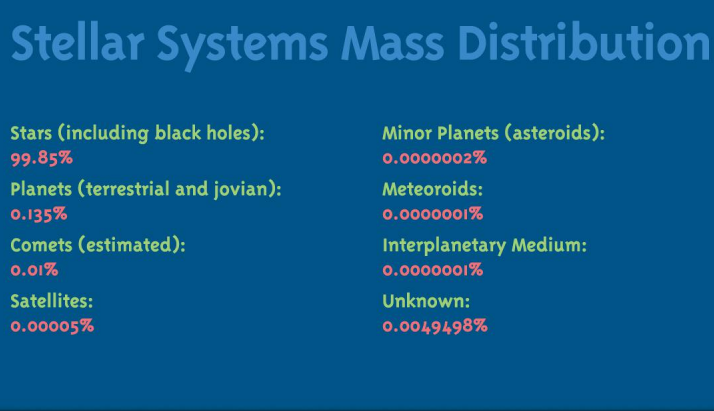 Stellar Systems Mass Distribution
Stars (including black holes):
99.85%
Planets (terrestrial and jovian):
0.135%
Comets (estimated):
0.01%
Satellites:
0.00005%
Minor Planets (asteroids):
0.0000002%
Meteoroids:
0.0000001%
Interplanetary Medium:
0.0000001%
Unknown:
0.0049498%